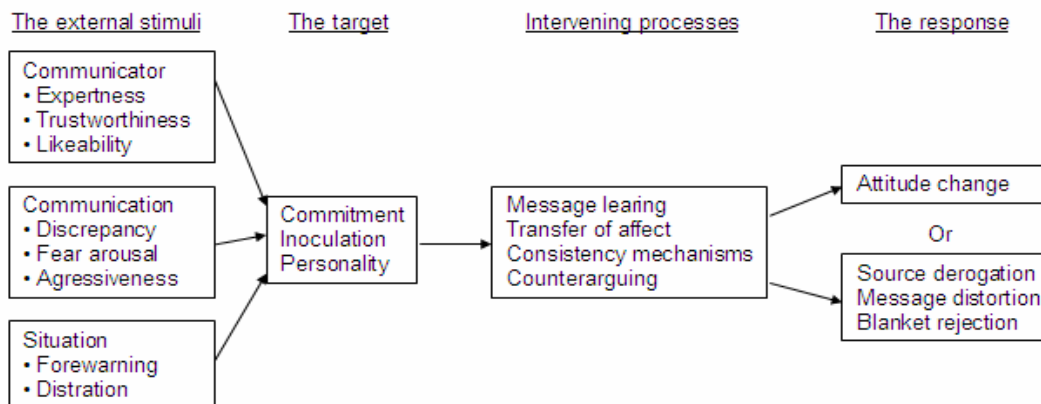 The external stimuli
The target
Intervening processes
The response
Communicator
• Expertness
• Trustworthiness
• Likeability
Communication
• Discrepancy
• Fear arousal
• Agressiveness
Situation
• Forewarning
• Distration
Commitment
Inoculation
Personality
Message learing
Transfer of affect
Consistency mechanisms
Counterarguing
Attitude change
Or
Source derogation
Message distortion
Blanket rejection